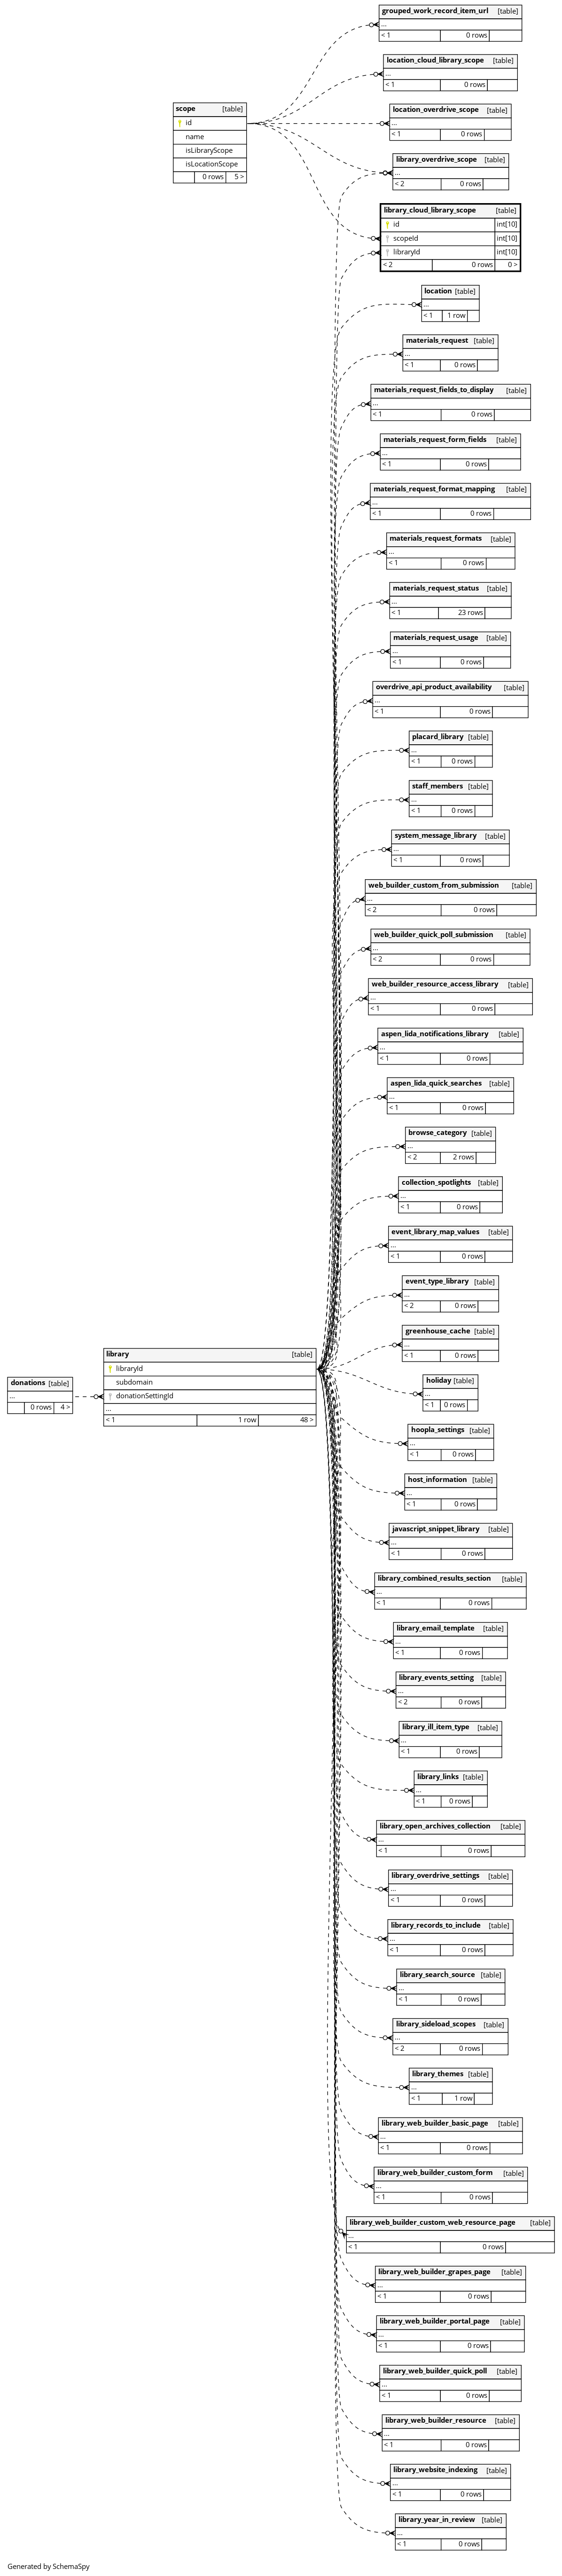 grouped_work_record_item_url [table]
...
< 1 0 rows
location_cloud_library_scope [table]
...
< 1 0 rows
scope [table]
id
name
isLibraryScope
isLocationScope
0 rows 5 >
location_overdrive_scope [table]
...
< 1 0 rows
library_overdrive_scope [table]
...
< 2 0 rows
library_cloud_library_scope [table]
id int[10]
scopeId int[10]
libraryId int[10]
< 2 0 rows 0 >
location [table]
...
< 1 1 row
materials_request [table]
...
< 1 0 rows
materials_request_fields_to_display [table]
...
< 1 0 rows
materials_request_form_fields [table]
...
< 1 0 rows
materials_request_format_mapping [table]
...
< 1 0 rows
materials_request_formats [table]
...
< 1 0 rows
materials_request_status [table]
...
< 1 23 rows
materials_request_usage [table]
...
< 1 0 rows
overdrive_api_product_availability [table]
...
< 1 0 rows
placard_library [table]
...
< 1 0 rows
staff_members [table]
...
< 1 0 rows
system_message_library [table]
...
< 1 0 rows
web_builder_custom_from_submission [table]
...
< 2 0 rows
web_builder_quick_poll_submission [table]
...
< 2 0 rows
web_builder_resource_access_library [table]
...
< 1 0 rows
aspen_lida_notifications_library [table]
...
< 1 0 rows
aspen_lida_quick_searches [table]
...
< 1 0 rows
browse_category [table]
...
< 2 2 rows
collection_spotlights [table]
...
< 1 0 rows
event_library_map_values [table]
...
< 1 0 rows
event_type_library [table]
...
< 2 0 rows
greenhouse_cache [table]
...
< 1 0 rows
donations [table]
...
0 rows 4 >
library [table]
libraryId
subdomain
donationSettingId
...
< 1 1 row 48 >
holiday [table]
...
< 1 0 rows
hoopla_settings [table]
...
< 1 0 rows
host_information [table]
...
< 1 0 rows
javascript_snippet_library [table]
...
< 1 0 rows
library_combined_results_section [table]
...
< 1 0 rows
library_email_template [table]
...
< 1 0 rows
library_events_setting [table]
...
< 2 0 rows
library_ill_item_type [table]
...
< 1 0 rows
library_links [table]
...
< 1 0 rows
library_open_archives_collection [table]
...
< 1 0 rows
library_overdrive_settings [table]
...
< 1 0 rows
library_records_to_include [table]
...
< 1 0 rows
library_search_source [table]
...
< 1 0 rows
library_sideload_scopes [table]
...
< 2 0 rows
library_themes [table]
...
< 1 1 row
library_web_builder_basic_page [table]
...
< 1 0 rows
library_web_builder_custom_form [table]
...
< 1 0 rows
library_web_builder_custom_web_resource_page [table]
...
< 1 0 rows
library_web_builder_grapes_page [table]
...
< 1 0 rows
library_web_builder_portal_page [table]
...
< 1 0 rows
library_web_builder_quick_poll [table]
...
< 1 0 rows
library_web_builder_resource [table]
...
< 1 0 rows
library_website_indexing [table]
...
< 1 0 rows
library_year_in_review [table]
...
< 1 0 rows
Generated by SchemaSpy